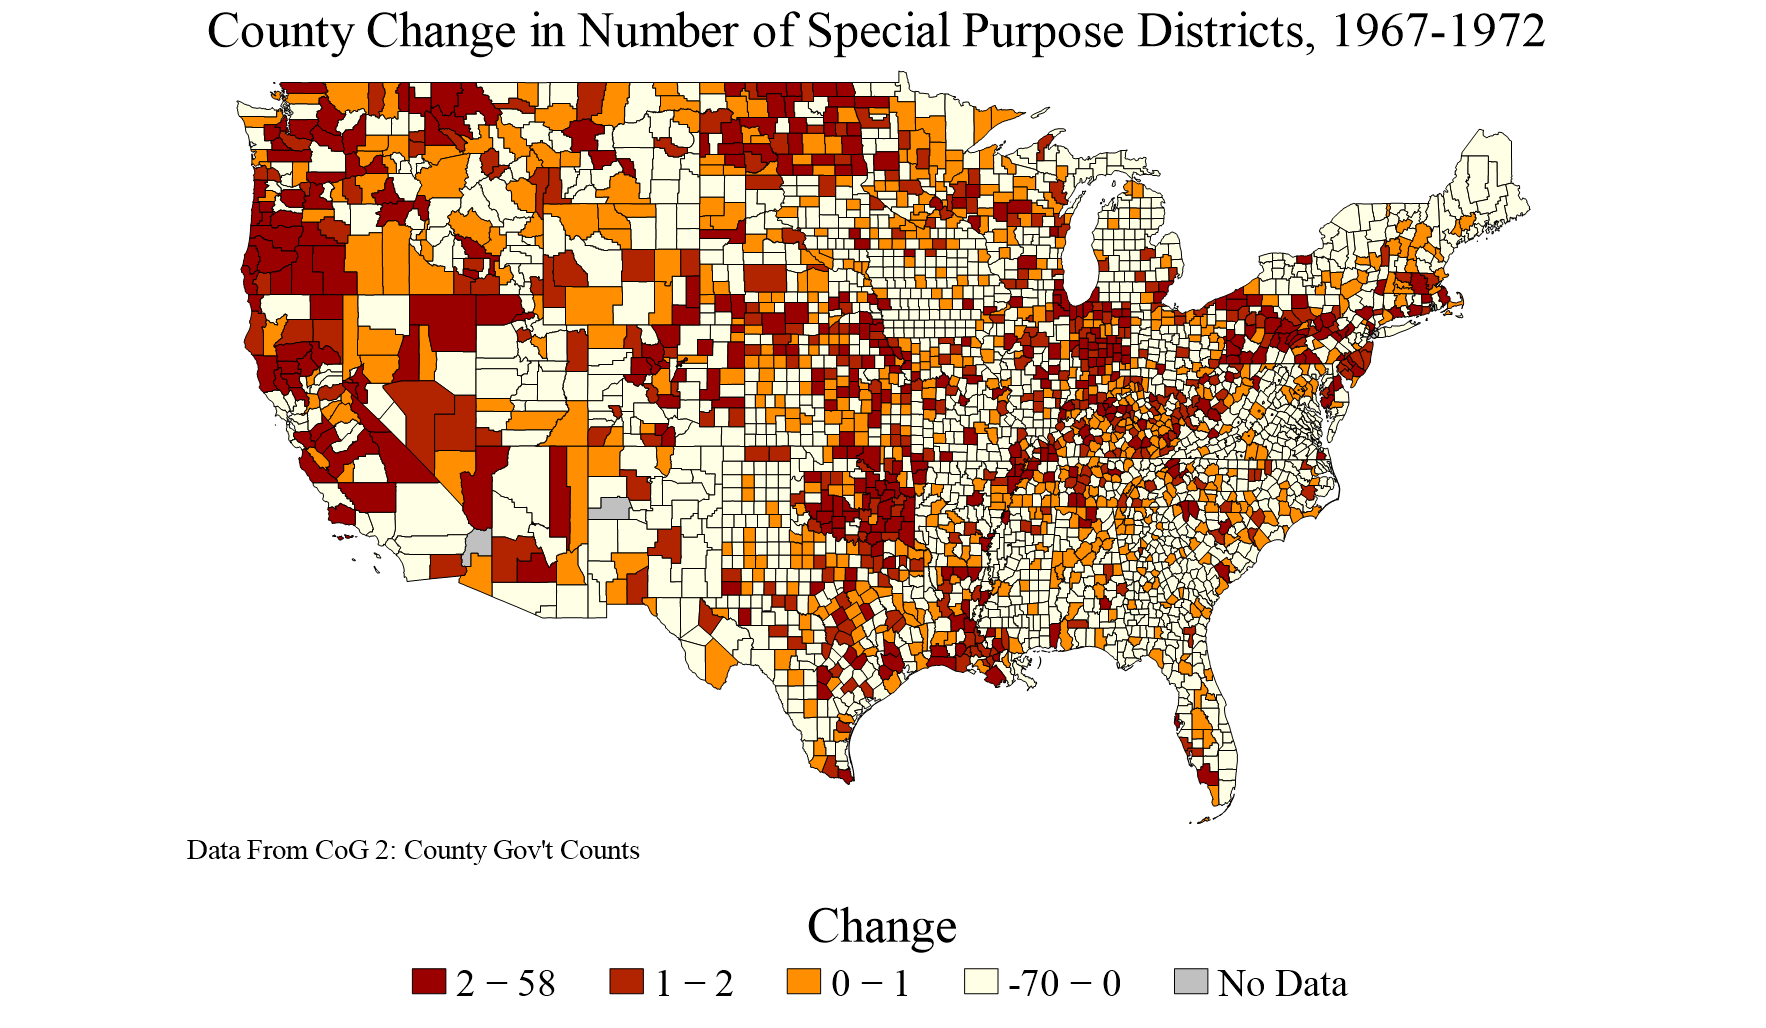 County Change in Number of Special Purpose Districts, 1967-1972
Data From CoG 2: County Gov't Counts
Change
2 − 58 1 − 2 0 − 1 -70 − 0 No Data